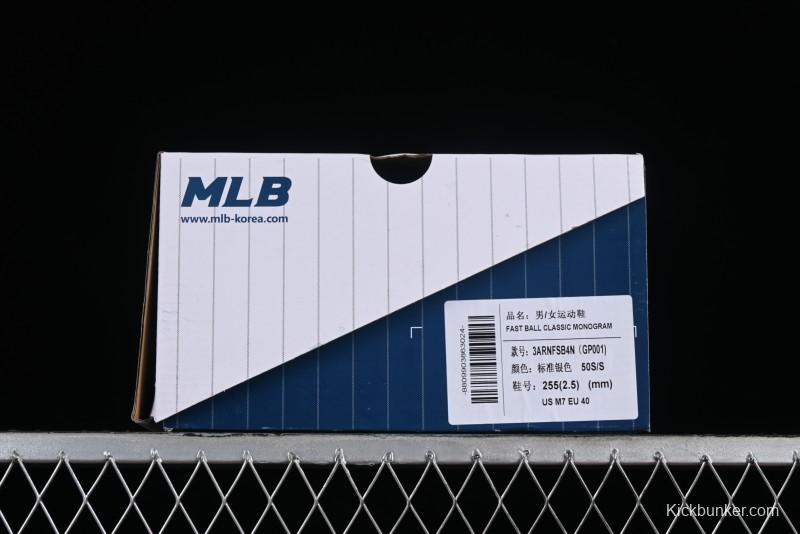 MLB
www.mlb-korea.com
品名: 男/女运动鞋
FAST BALL CLASSIC MONOGRAM
款号: 3ARNFSB4N (GP001)
颜色: 标准银色 50S/S
鞋号: 255(2.5) (mm)
US M7 EU 40
-8809903863024-
Kickbunker.com